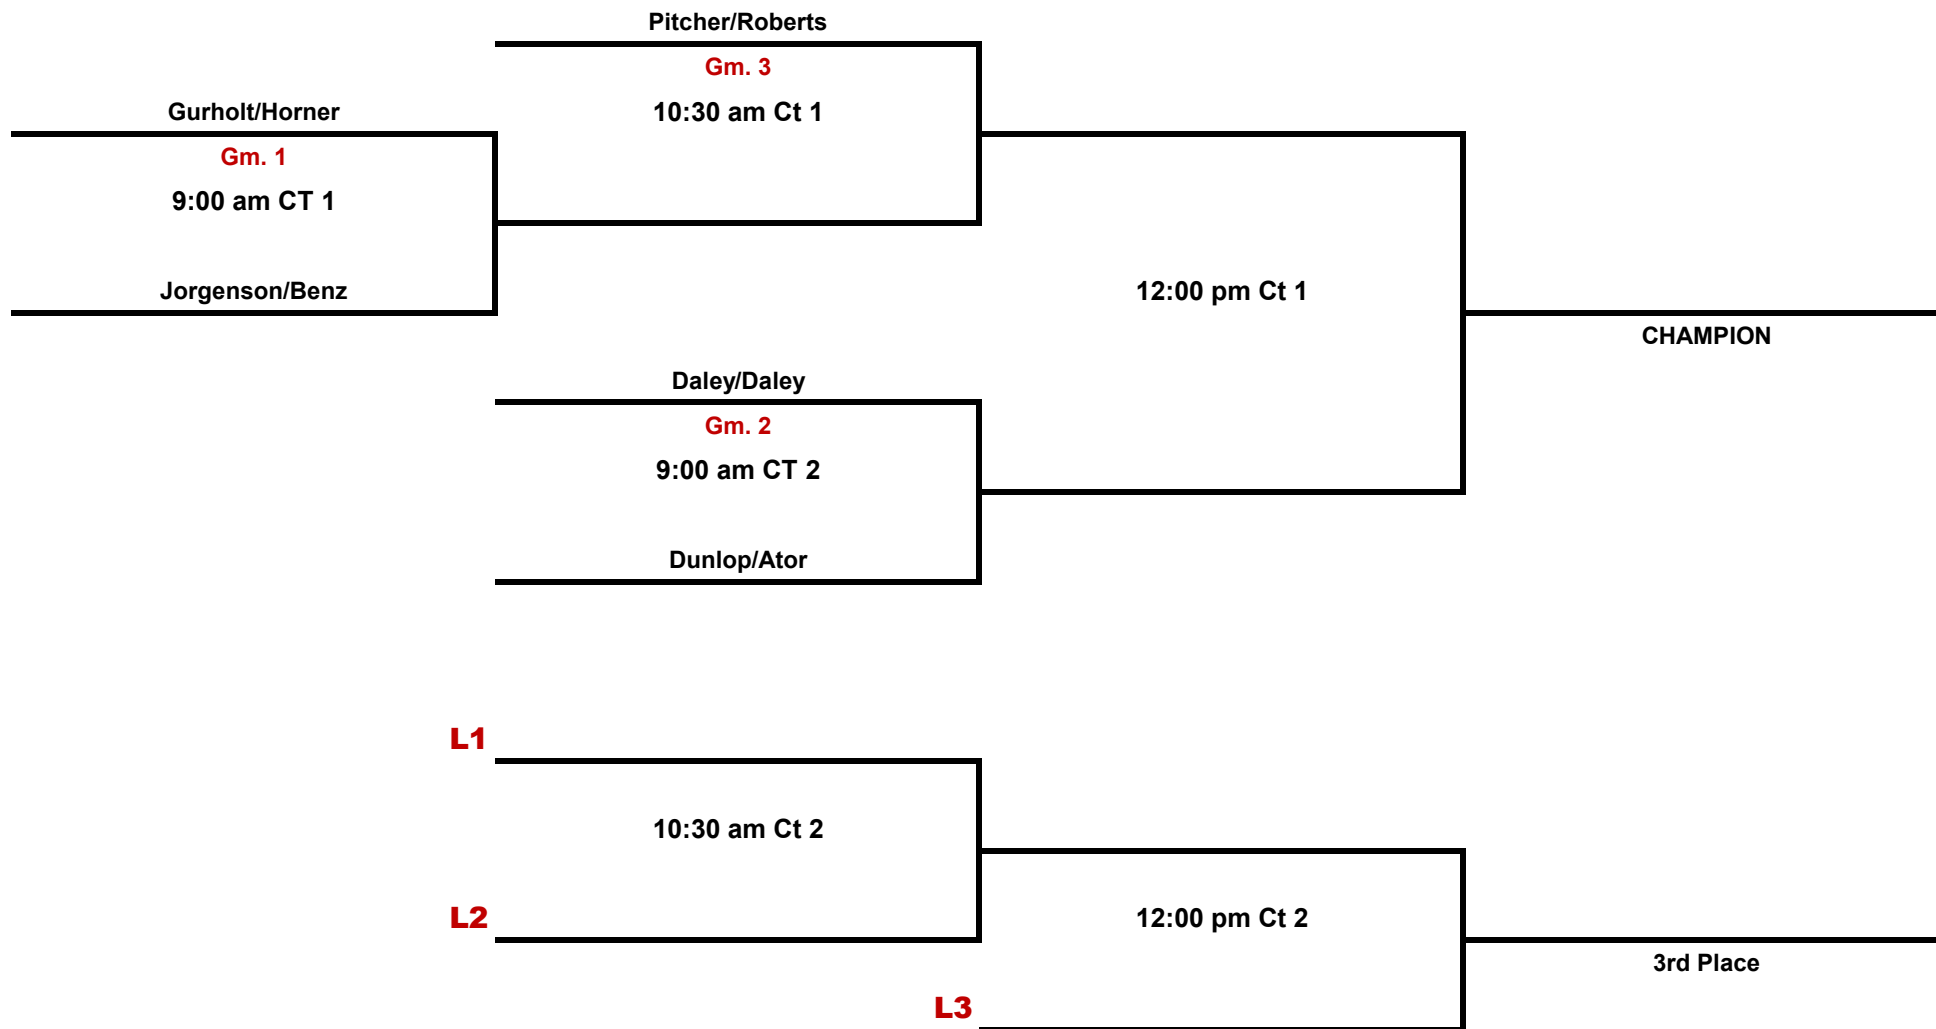 Pitcher/Roberts
Gm. 3
Gurholt/Horner
10:30 am Ct 1
Gm. 1
9:00 am CT 1
Jorgenson/Benz
12:00 pm Ct 1
CHAMPION
Daley/Daley
Gm. 2
9:00 am CT 2
Dunlop/Ator
L1
10:30 am Ct 2
L2
12:00 pm Ct 2
3rd Place
L3